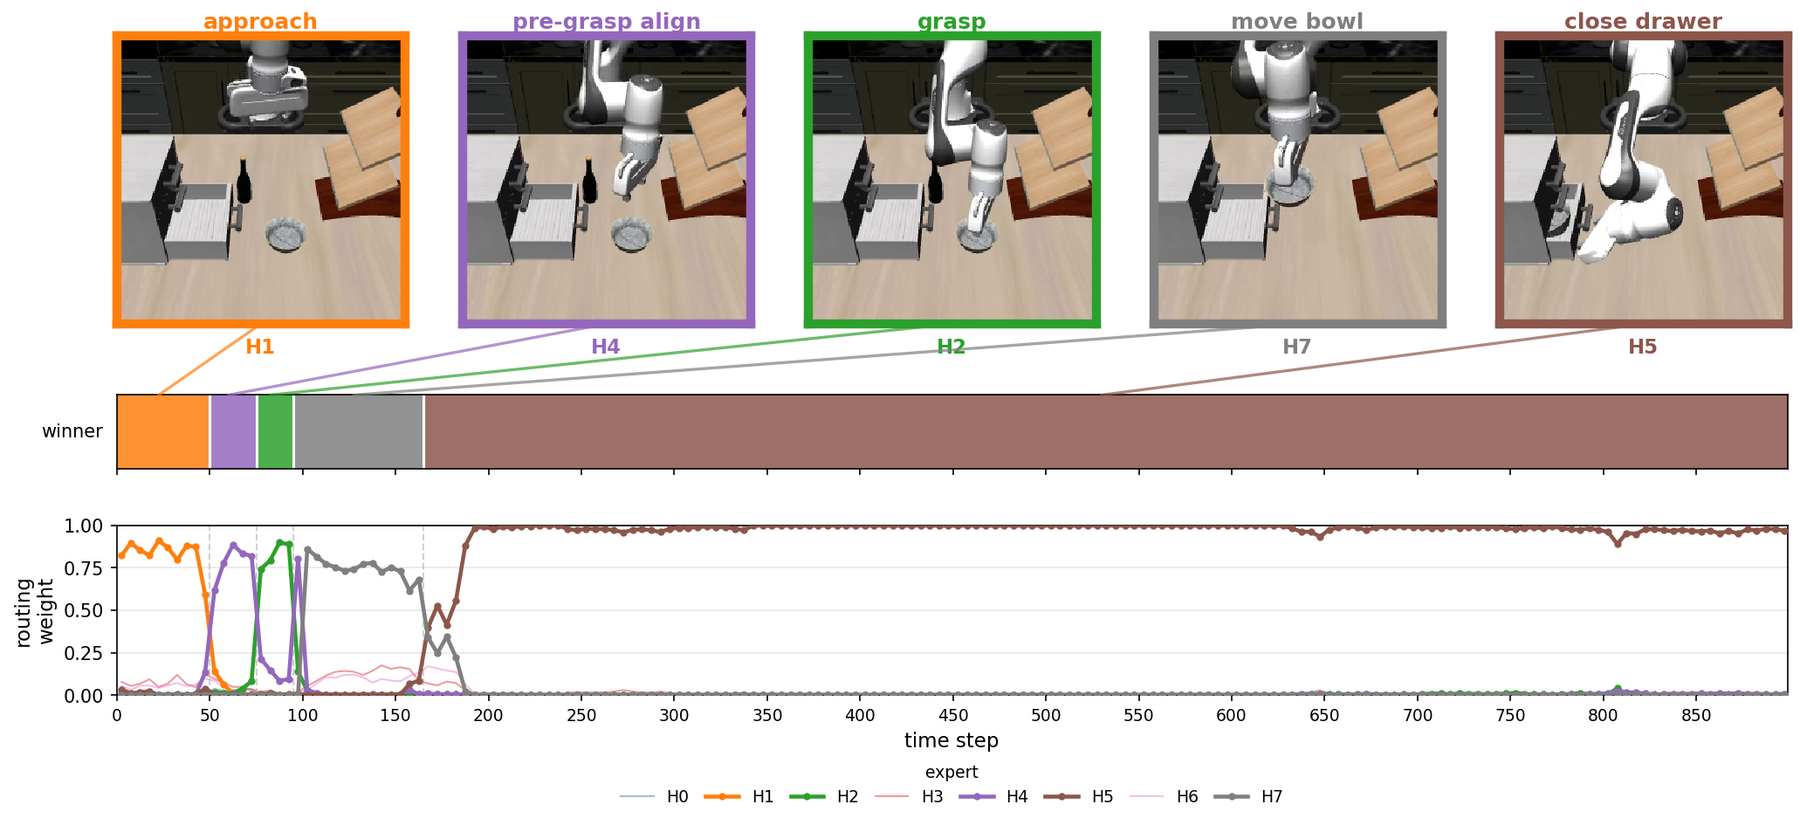 approach pre-grasp align grasp move bowl close drawer
H1 H4 H2 H7 H5
winner
routing
weight
1.00
0.75
0.50
0.25
0.00
0 50 100 150 200 250 300 350 400 450 500 550 600 650 700 750 800 850
time step
expert
H0 H1 H2 H3 H4 H5 H6 H7